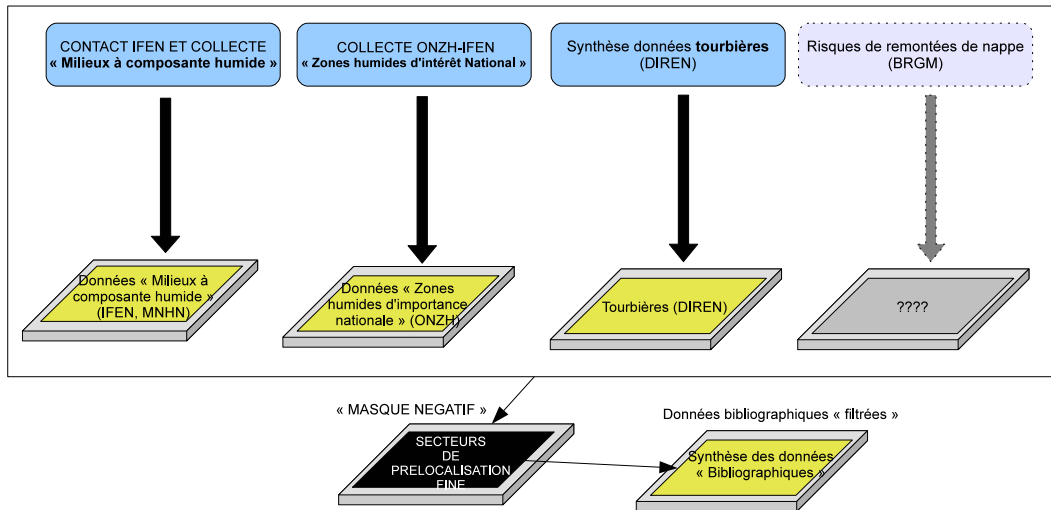 CONTACT IFEN ET COLLECTE
« Milieux à composante humide »
COLLECTE ONZH-IFEN
« Zones humides d'intérêt National »
Synthèse données tourbières
(DIREN)
Risques de remontées de nappe
(BRGM)
Données « Milieux à
composante humide »
(IFEN, MNHN)
Données « Zones
humides d'importance
nationale » (ONZH)
Tourbières (DIREN)
????
« MASQUE NEGATIF »
SECTEURS
DE
PRELOCALISATION
FINE
Données bibliographiques « filtrées »
Synthèse des données
« Bibliographiques »